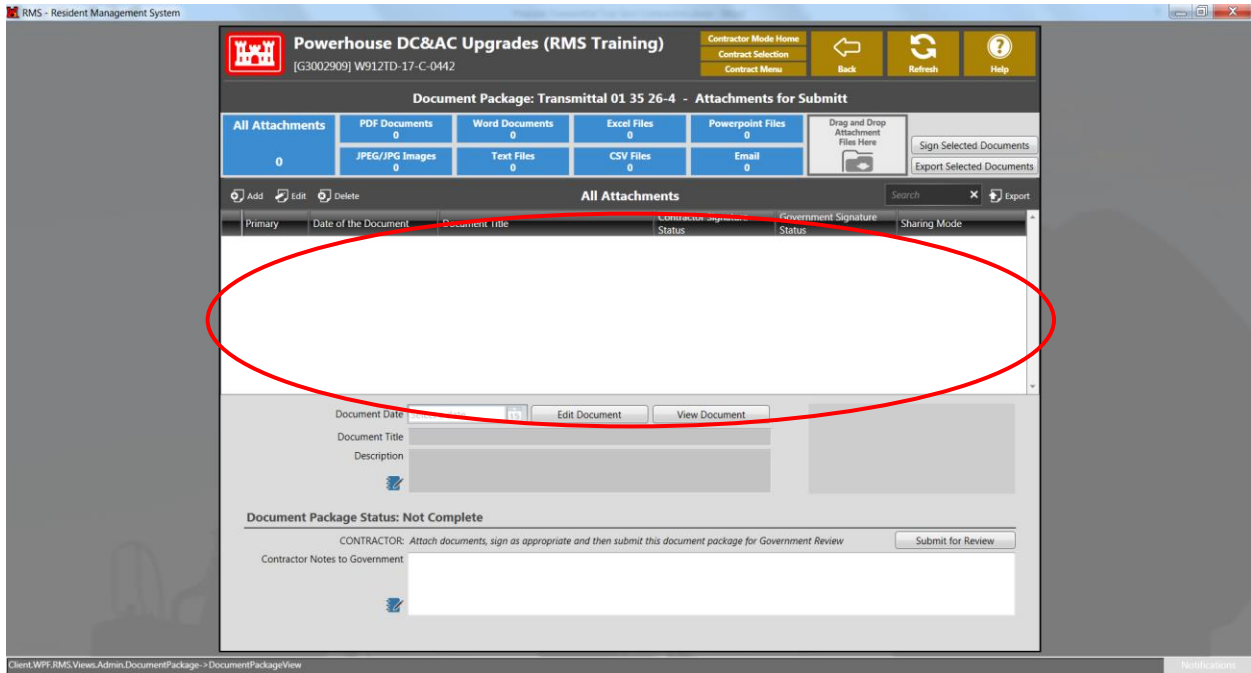 RMS - Resident Management System
Powerhouse DC&AC Upgrades (RMS Training)
[G3002909] W912TD-17-C-0442
Contractor Mode Home
Contract Selection
Contract Menu
Back
Refresh
Help
Document Package: Transmittal 01 35 26-4 - Attachments for Submitt
All Attachments
0
PDF Documents
0
Word Documents
0
Excel Files
0
Powerpoint Files
0
JPEG/JPG Images
0
Text Files
0
CSV Files
0
Email
0
Drag and Drop
Attachment
Files Here
Sign Selected Documents
Export Selected Documents
Add Edit Delete
All Attachments
Search X Export
Primary
Date of the Document
Document Title
Contractor Signature
Status
Government Signature
Status
Sharing Mode
Document Date
15
Edit Document
View Document
Document Title
Description
Document Package Status: Not Complete
CONTRACTOR: Attach documents, sign as appropriate and then submit this document package for Government Review
Submit for Review
Contractor Notes to Government
Client.WPF.RMS.Views.Admin.DocumentPackage->DocumentPackageView
Notifications